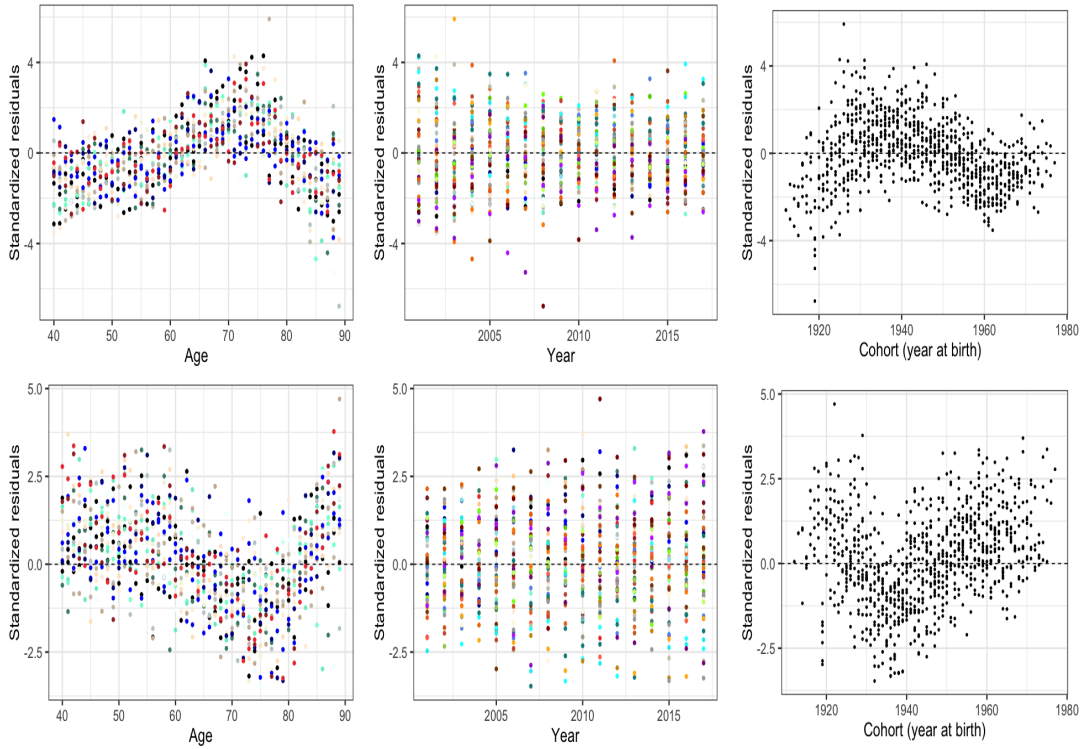 Standardized residuals
4
0
-4
40 50 60 70 80 90
Age
Standardized residuals
4
0
-4
2005 2010 2015
Year
Standardized residuals
4
0
-4
1920 1940 1960 1980
Cohort (year at birth)
Standardized residuals
5.0
2.5
0.0
-2.5
40 50 60 70 80 90
Age
Standardized residuals
5.0
2.5
0.0
-2.5
2005 2010 2015
Year
Standardized residuals
5.0
2.5
0.0
-2.5
1920 1940 1960 1980
Cohort (year at birth)